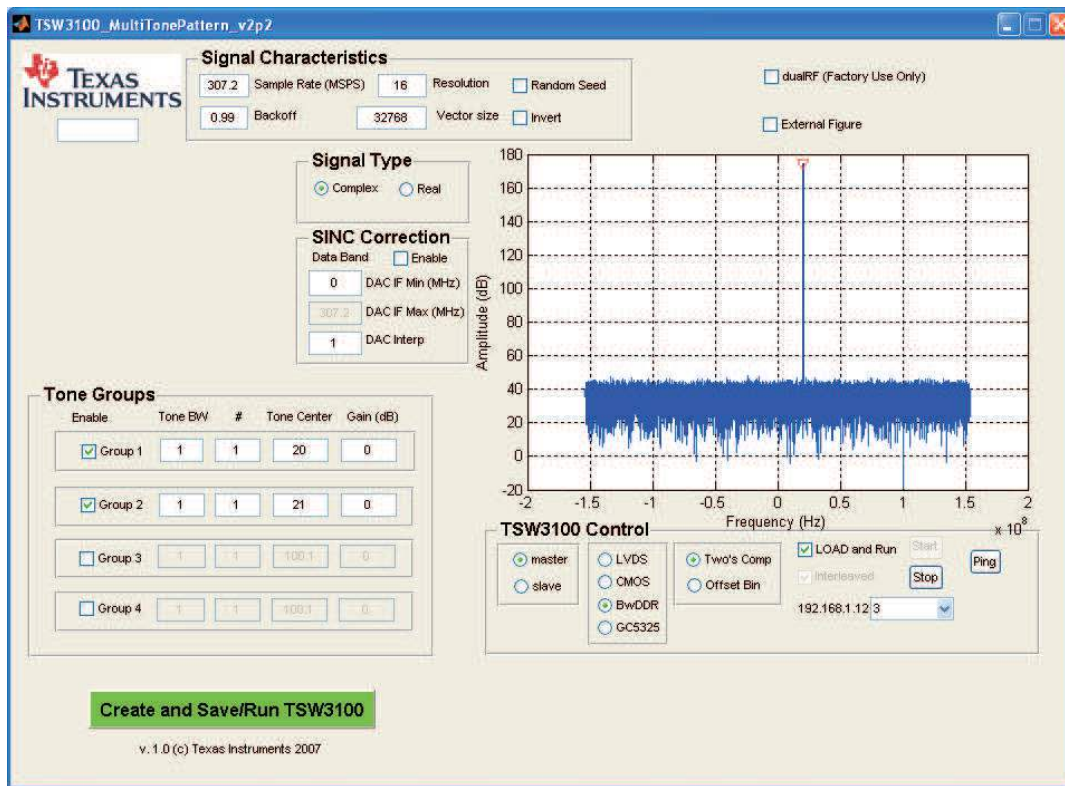 TSW3100_MultiTonePattern_v2p2
TEXAS
INSTRUMENTS
Signal Characteristics
307.2 Sample Rate (MSPS) 16 Resolution Random Seed
0.99 Backoff 32768 Vector size Invert
dualRF (Factory Use Only)
External Figure
Signal Type
Complex Real
SINC Correction
Data Band Enable
0 DAC IF Min (MHz)
307.2 DAC IF Max (MHz)
1 DAC Interp
Amplitude (dB)
180
160
140
120
100
80
60
40
20
0
-20
-2 -1.5 -1 -0.5 0 0.5 1 1.5 2
Frequency (Hz)
x 10^8
Tone Groups
Enable Tone BW # Tone Center Gain (dB)
Group 1 1 1 20 0
Group 2 1 1 21 0
Group 3 1 1 100.1 0
Group 4 1 1 100.1 0
TSW3100 Control
master
slave
LVDS
CMOS
BwDDR
GC5325
Two's Comp
Offset Bin
LOAD and Run Start
Interleaved Stop
Ping
192.168.1.12 3
Create and Save/Run TSW3100
v. 1.0 (c) Texas Instruments 2007